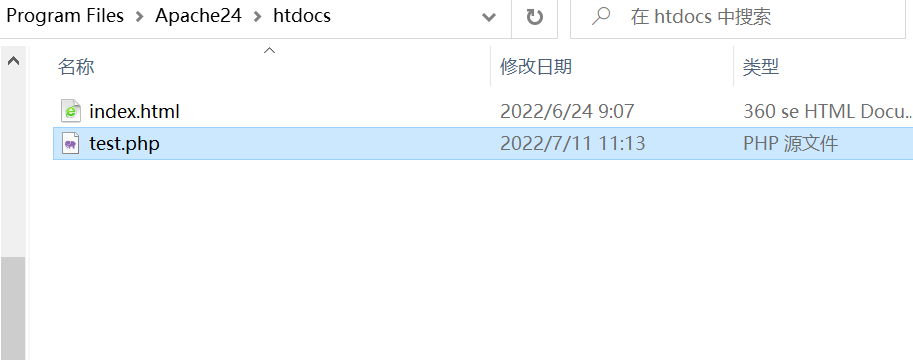 Program Files > Apache24 > htdocs 在 htdocs 中搜索
名称 修改日期 类型
index.html 2022/6/24 9:07 360 se HTML Docu...
test.php 2022/7/11 11:13 PHP 源文件